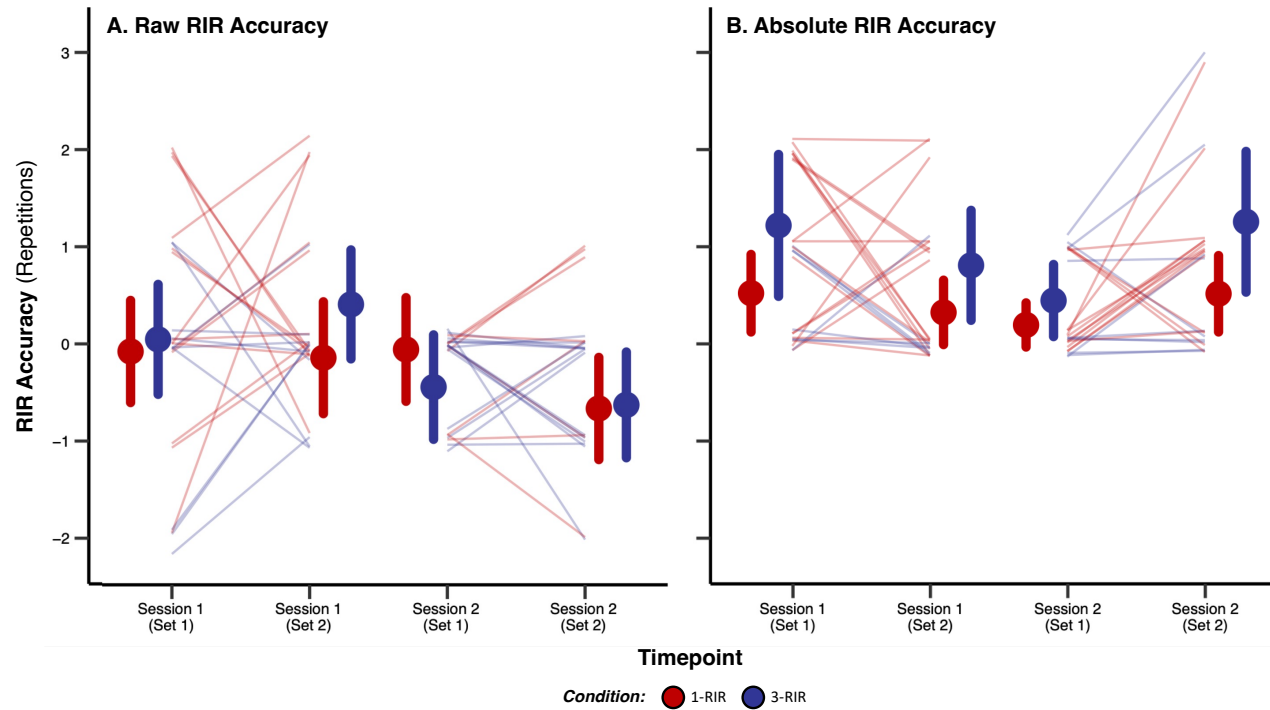 A. Raw RIR Accuracy
B. Absolute RIR Accuracy
RIR Accuracy (Repetitions)
3
2
1
0
−1
−2
Session 1
(Set 1)
Session 1
(Set 2)
Session 2
(Set 1)
Session 2
(Set 2)
Session 1
(Set 1)
Session 1
(Set 2)
Session 2
(Set 1)
Session 2
(Set 2)
Timepoint
Condition: 1-RIR 3-RIR